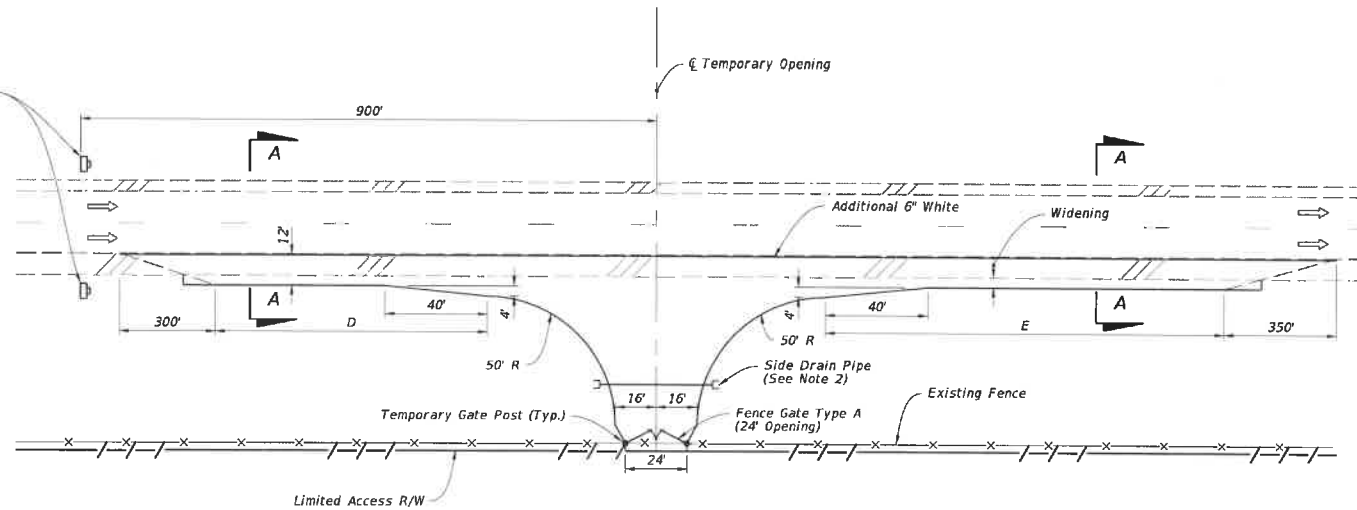 ℄ Temporary Opening
900'
A
A
Additional 6" White
Widening
12'
A
A
300'
D
40'
4'
4'
40'
E
350'
50' R
50' R
Side Drain Pipe
(See Note 2)
16'
16'
Existing Fence
Temporary Gate Post (Typ.)
Fence Gate Type A
(24' Opening)
24'
Limited Access R/W